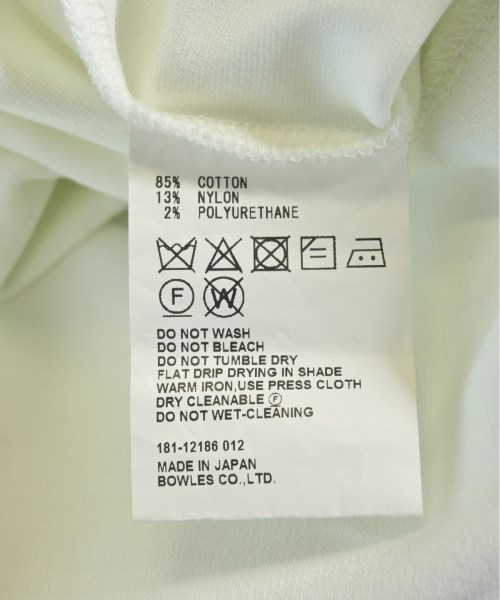 85% COTTON
13% NYLON
2% POLYURETHANE
F W
DO NOT WASH
DO NOT BLEACH
DO NOT TUMBLE DRY
FLAT DRIP DRYING IN SHADE
WARM IRON,USE PRESS CLOTH
DRY CLEANABLE Ⓕ
DO NOT WET-CLEANING
181-12186 012
MADE IN JAPAN
BOWLES CO.,LTD.